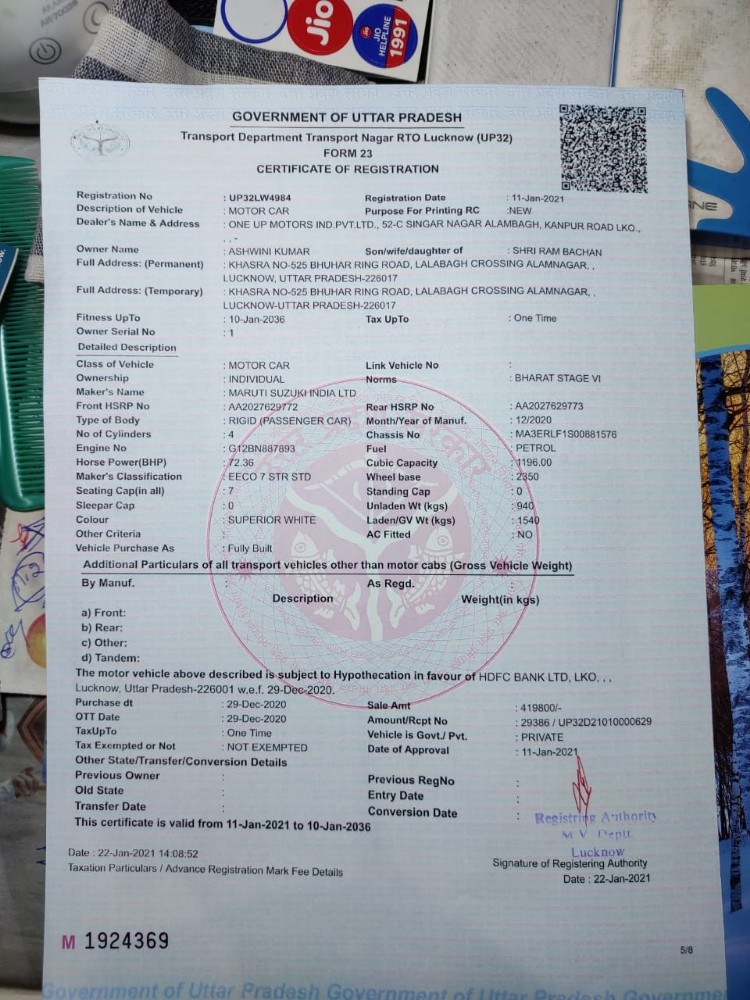 Jio
JIO
HELPLINE
1991
GOVERNMENT OF UTTAR PRADESH
Transport Department Transport Nagar RTO Lucknow (UP32)
FORM 23
CERTIFICATE OF REGISTRATION
Registration No : UP32LW4984 Registration Date : 11-Jan-2021
Description of Vehicle : MOTOR CAR Purpose For Printing RC :NEW
Dealer's Name & Address : ONE UP MOTORS IND.PVT.LTD., 52-C SINGAR NAGAR ALAMBAGH, KANPUR ROAD LKO.,
, , -
Owner Name : ASHWINI KUMAR Son/wife/daughter of : SHRI RAM BACHAN
Full Address: (Permanent) : KHASRA NO-525 BHUHAR RING ROAD, LALABAGH CROSSING ALAMNAGAR, ,
LUCKNOW, UTTAR PRADESH-226017
Full Address: (Temporary) : KHASRA NO-525 BHUHAR RING ROAD, LALABAGH CROSSING ALAMNAGAR, ,
LUCKNOW-UTTAR PRADESH-226017
Fitness UpTo : 10-Jan-2036 Tax UpTo : One Time
Owner Serial No : 1
Detailed Description
Class of Vehicle : MOTOR CAR Link Vehicle No :
Ownership : INDIVIDUAL Norms : BHARAT STAGE VI
Maker's Name : MARUTI SUZUKI INDIA LTD
Front HSRP No : AA2027629772 Rear HSRP No : AA2027629773
Type of Body : RIGID (PASSENGER CAR) Month/Year of Manuf. : 12/2020
No of Cylinders : 4 Chassis No : MA3ERLF1S00881576
Engine No : G12BN887893 Fuel : PETROL
Horse Power(BHP) : 72.36 Cubic Capacity : 1196.00
Maker's Classification : EECO 7 STR STD Wheel base : 2350
Seating Cap(in all) : 7 Standing Cap : 0
Sleepar Cap : 0 Unladen Wt (kgs) : 940
Colour : SUPERIOR WHITE Laden/GV Wt (kgs) : 1540
Other Criteria : AC Fitted : NO
Vehicle Purchase As : Fully Built
Additional Particulars of all transport vehicles other than motor cabs (Gross Vehicle Weight)
By Manuf. : As Regd. :
Description Weight(in kgs)
a) Front:
b) Rear:
c) Other:
d) Tandem:
The motor vehicle above described is subject to Hypothecation in favour of HDFC BANK LTD, LKO, , ,
Lucknow, Uttar Pradesh-226001 w.e.f. 29-Dec-2020.
Purchase dt : 29-Dec-2020 Sale Amt : 419800/-
OTT Date : 29-Dec-2020 Amount/Rcpt No : 29386 / UP32D21010000629
TaxUpTo : One Time Vehicle is Govt./ Pvt. : PRIVATE
Tax Exempted or Not : NOT EXEMPTED Date of Approval : 11-Jan-2021
Other State/Transfer/Conversion Details
Previous Owner : Previous RegNo :
Old State : Entry Date :
Transfer Date : Conversion Date :
This certificate is valid from 11-Jan-2021 to 10-Jan-2036
Registring Authority
M V Deptt
Lucknow
Date : 22-Jan-2021 14:08:52
Signature of Registering Authority
Taxation Particulars / Advance Registration Mark Fee Details
Date : 22-Jan-2021
M 1924369
5/8
Government of Uttar Pradesh Government of Uttar Pradesh Governme